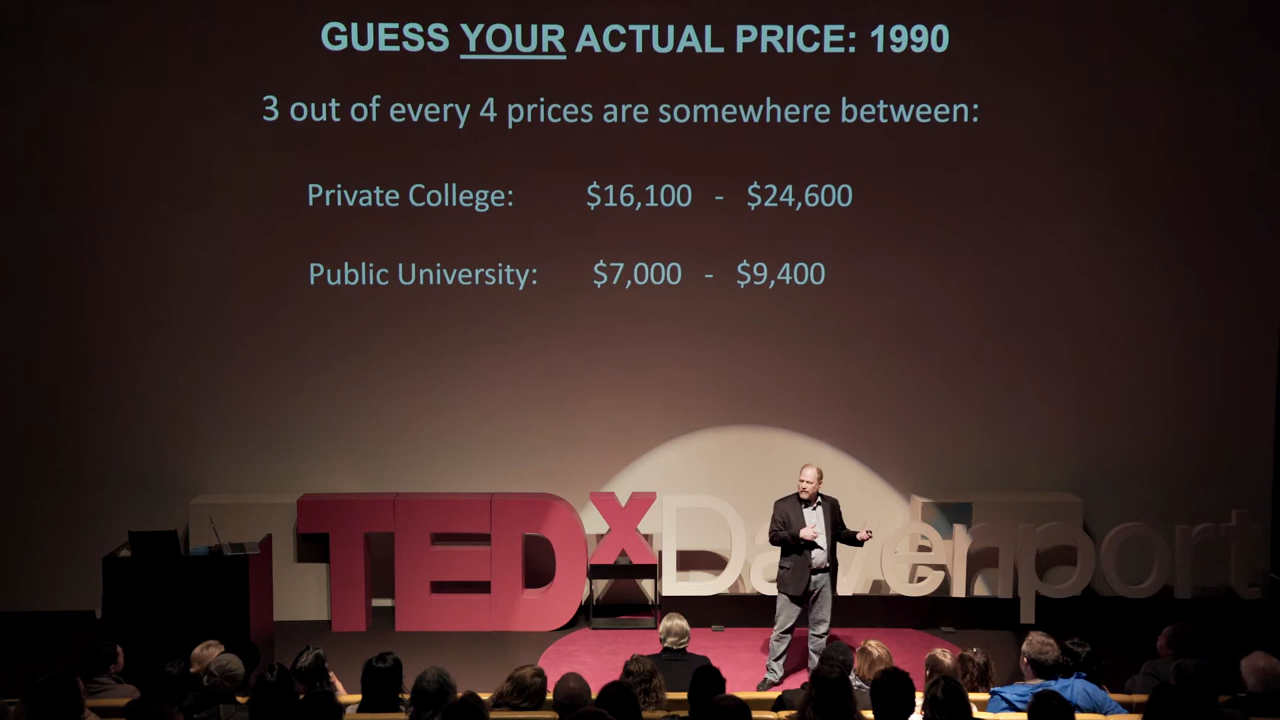 GUESS YOUR ACTUAL PRICE: 1990
3 out of every 4 prices are somewhere between:
Private College: $16,100 - $24,600
Public University: $7,000 - $9,400
TEDxDavenport